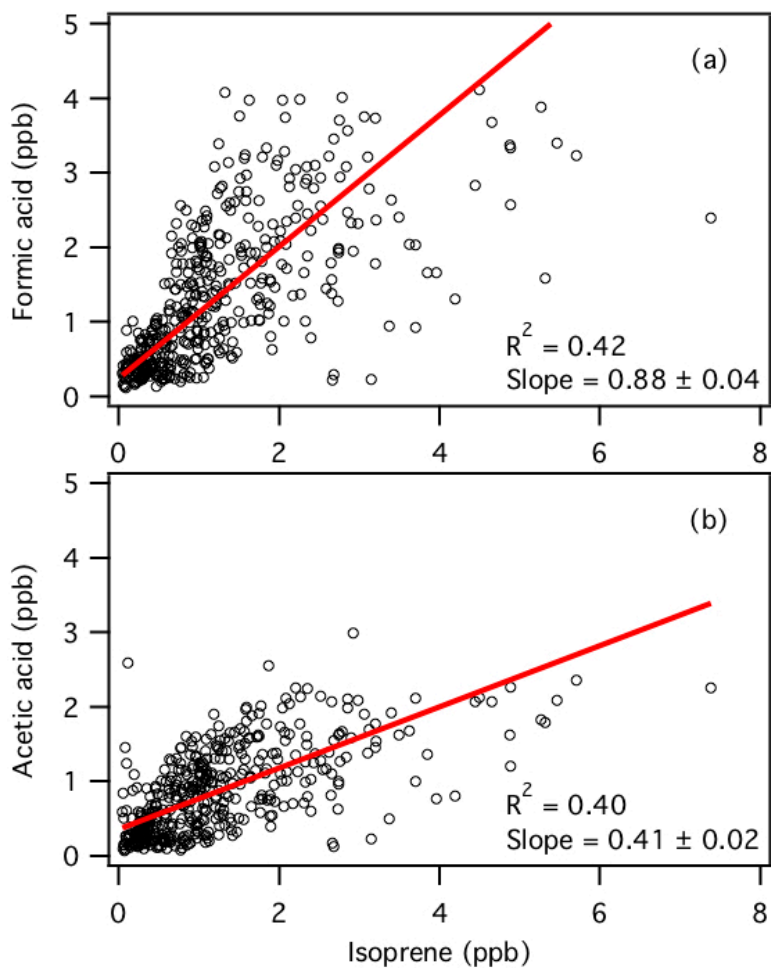 5
(a)
4
Formic acid (ppb)
3
2
1
R² = 0.42
Slope = 0.88 ± 0.04
0
0 2 4 6 8
5
(b)
4
Acetic acid (ppb)
3
2
1
R² = 0.40
Slope = 0.41 ± 0.02
0
0 2 4 6 8
Isoprene (ppb)